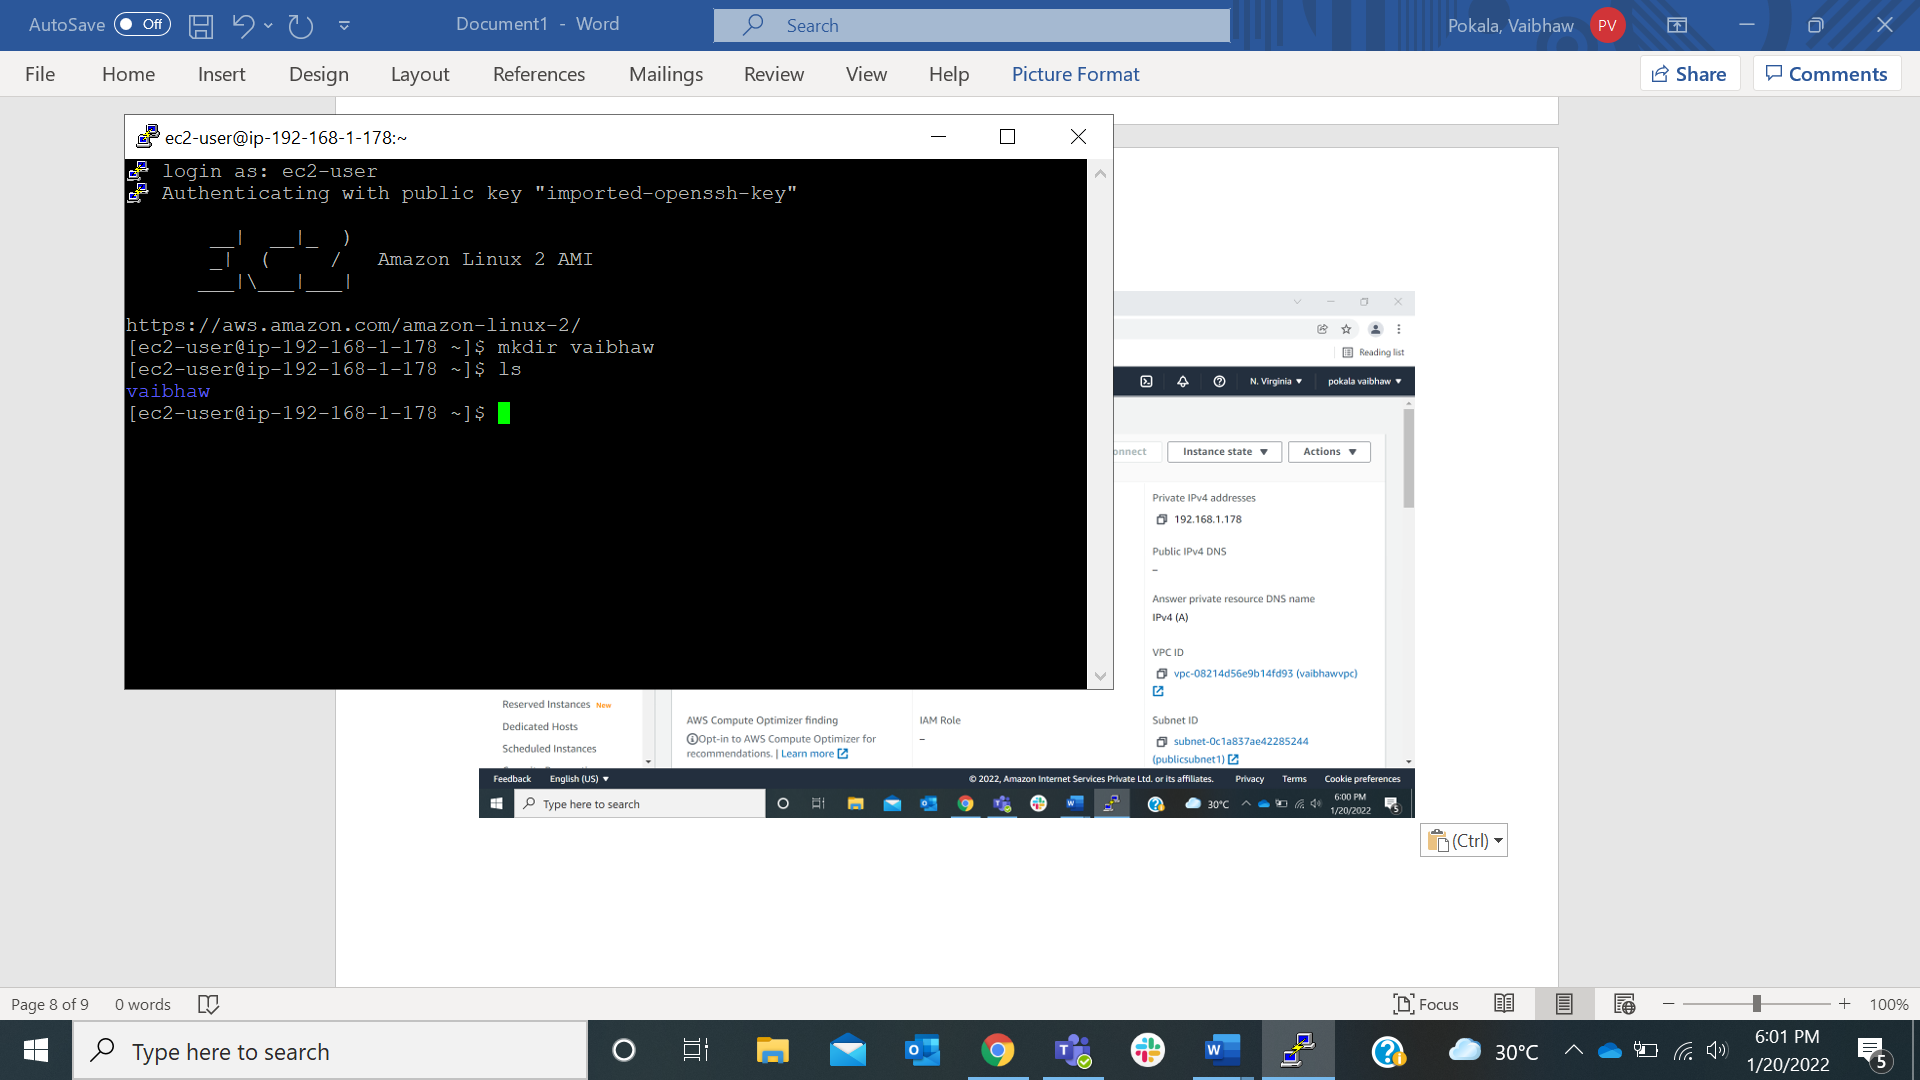 AutoSave Off Document1 - Word Search Pokala, Vaibhaw PV
File Home Insert Design Layout References Mailings Review View Help Picture Format Share Comments
ec2-user@ip-192-168-1-178:~
login as: ec2-user
Authenticating with public key "imported-openssh-key"
__|  __|_  )
_|  (     /   Amazon Linux 2 AMI
___|\___|___|
https://aws.amazon.com/amazon-linux-2/
[ec2-user@ip-192-168-1-178 ~]$ mkdir vaibhaw
[ec2-user@ip-192-168-1-178 ~]$ ls
vaibhaw
[ec2-user@ip-192-168-1-178 ~]$
Reading list
N. Virginia ▼ pokala vaibhaw ▼
onnect Instance state ▼ Actions ▼
Private IPv4 addresses
192.168.1.178
Public IPv4 DNS
–
Answer private resource DNS name
IPv4 (A)
VPC ID
vpc-08214d56e9b14fd93 (vaibhawvpc)
Reserved Instances New
Dedicated Hosts
Scheduled Instances
AWS Compute Optimizer finding
Opt-in to AWS Compute Optimizer for
recommendations. | Learn more
IAM Role
–
Subnet ID
subnet-0c1a837ae42285244
(publicsubnet1)
Feedback English (US) ▼ © 2022, Amazon Internet Services Private Ltd. or its affiliates. Privacy Terms Cookie preferences
Type here to search 30°C 6:00 PM
1/20/2022 5
(Ctrl)
Page 8 of 9 0 words Focus 100%
Type here to search 30°C 6:01 PM
1/20/2022 5